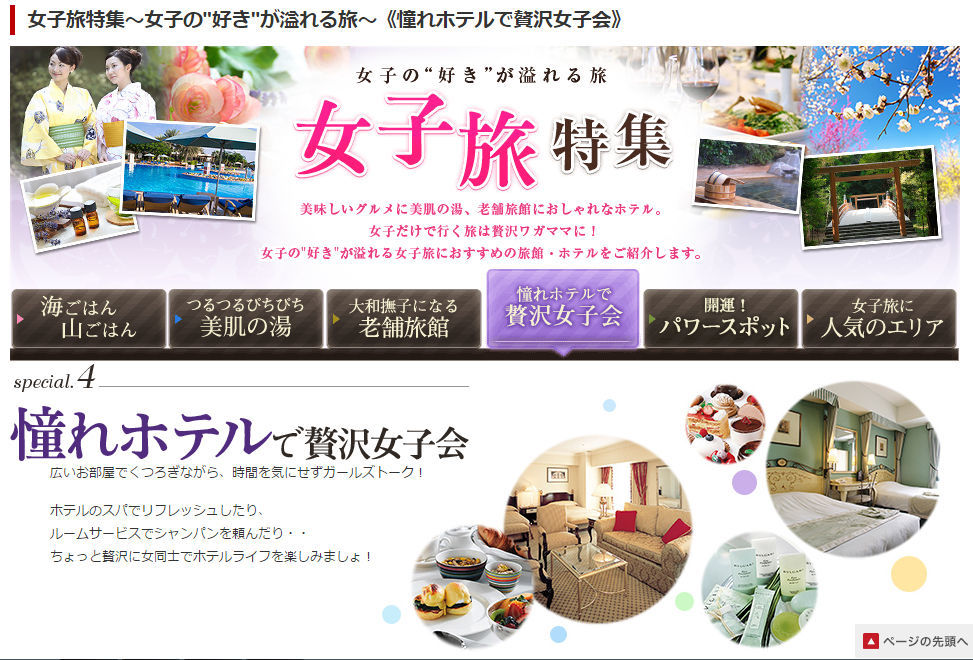 女子旅特集～女子の"好き"が溢れる旅～《憧れホテルで贅沢女子会》
女子の“好き”が溢れる旅
女子旅特集
美味しいグルメに美肌の湯、老舗旅館におしゃれなホテル。
女子だけで行く旅は贅沢ワガママに！
女子の"好き"が溢れる女子旅におすすめの旅館・ホテルをご紹介します。
海ごはん
山ごはん
つるつるぴちぴち
美肌の湯
大和撫子になる
老舗旅館
憧れホテルで
贅沢女子会
開運！
パワースポット
女子旅に
人気のエリア
special.4
憧れホテルで贅沢女子会
広いお部屋でくつろぎながら、時間を気にせずガールズトーク！
ホテルのスパでリフレッシュしたり、
ルームサービスでシャンパンを頼んだり・・
ちょっと贅沢に女同士でホテルライフを楽しみましょ！
BVLGARI
BVLGARI
ページの先頭へ